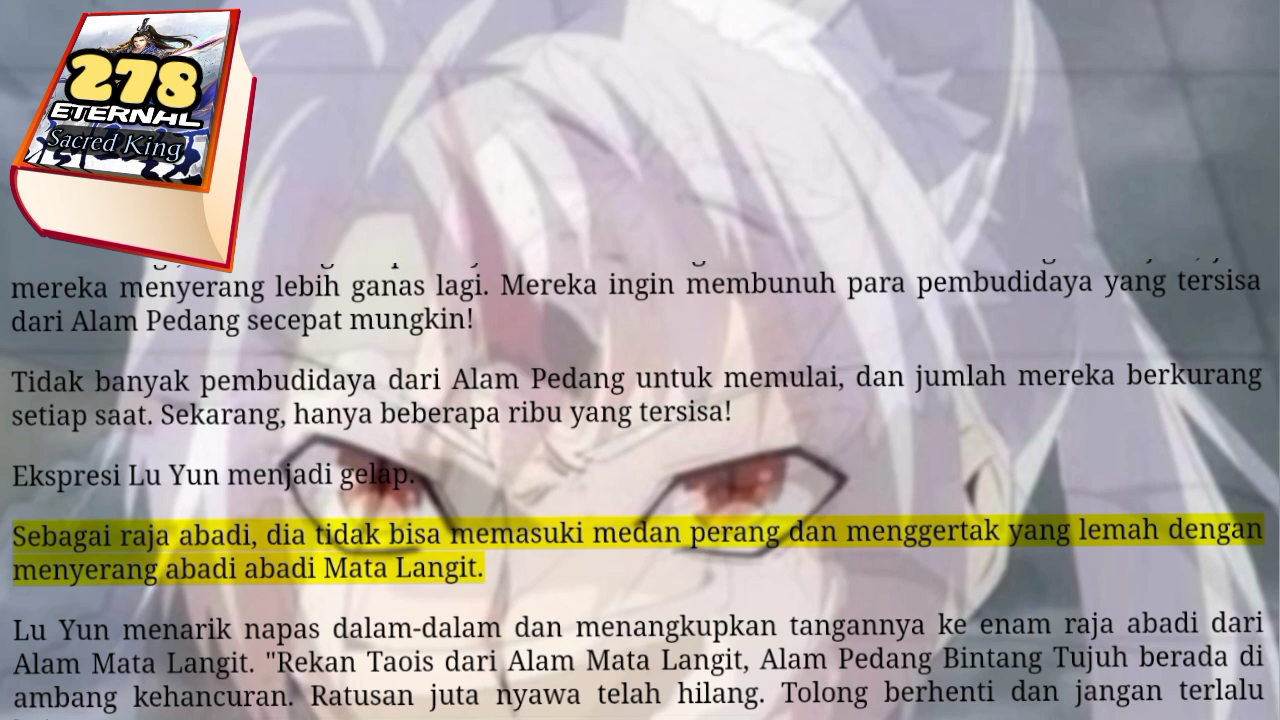 278
ETERNAL
Sacred King
mereka menyerang lebih ganas lagi. Mereka ingin membunuh para pembudidaya yang tersisa
dari Alam Pedang secepat mungkin!
Tidak banyak pembudidaya dari Alam Pedang untuk memulai, dan jumlah mereka berkurang
setiap saat. Sekarang, hanya beberapa ribu yang tersisa!
Ekspresi Lu Yun menjadi gelap.
Sebagai raja abadi, dia tidak bisa memasuki medan perang dan menggertak yang lemah dengan
menyerang abadi abadi Mata Langit.
Lu Yun menarik napas dalam-dalam dan menangkupkan tangannya ke enam raja abadi dari
Alam Mata Langit. "Rekan Taois dari Alam Mata Langit, Alam Pedang Bintang Tujuh berada di
ambang kehancuran. Ratusan juta nyawa telah hilang. Tolong berhenti dan jangan terlalu